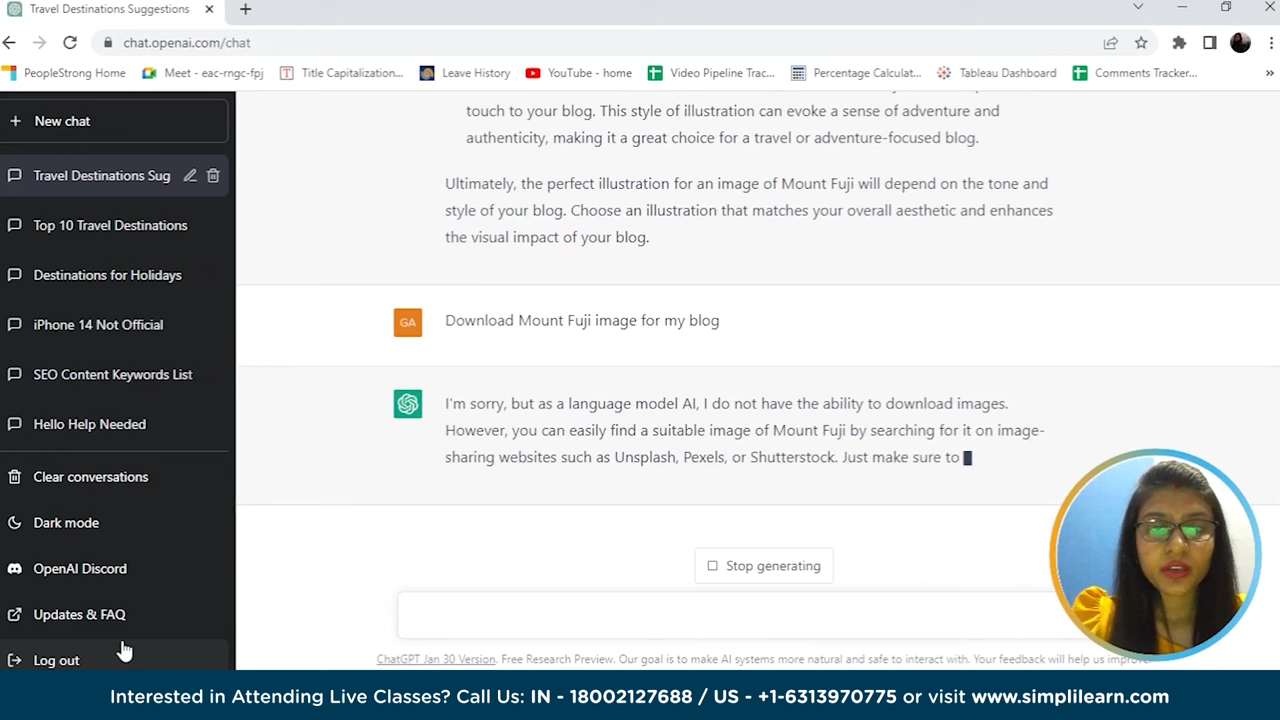 Travel Destinations Suggestions
chat.openai.com/chat
PeopleStrong Home
Meet - eac-rngc-fpj
Title Capitalization...
Leave History
YouTube - home
Video Pipeline Trac...
Percentage Calculat...
Tableau Dashboard
Comments Tracker...
New chat
Travel Destinations Sug
Top 10 Travel Destinations
Destinations for Holidays
iPhone 14 Not Official
SEO Content Keywords List
Hello Help Needed
Clear conversations
Dark mode
OpenAI Discord
Updates & FAQ
Log out
touch to your blog. This style of illustration can evoke a sense of adventure and
authenticity, making it a great choice for a travel or adventure-focused blog.
Ultimately, the perfect illustration for an image of Mount Fuji will depend on the tone and
style of your blog. Choose an illustration that matches your overall aesthetic and enhances
the visual impact of your blog.
GA
Download Mount Fuji image for my blog
I'm sorry, but as a language model AI, I do not have the ability to download images.
However, you can easily find a suitable image of Mount Fuji by searching for it on image-
sharing websites such as Unsplash, Pexels, or Shutterstock. Just make sure to
Stop generating
ChatGPT Jan 30 Version. Free Research Preview. Our goal is to make AI systems more natural and safe to interact with. Your feedback will help us
Interested in Attending Live Classes? Call Us: IN - 18002127688 / US - +1-6313970775 or visit www.simplilearn.com